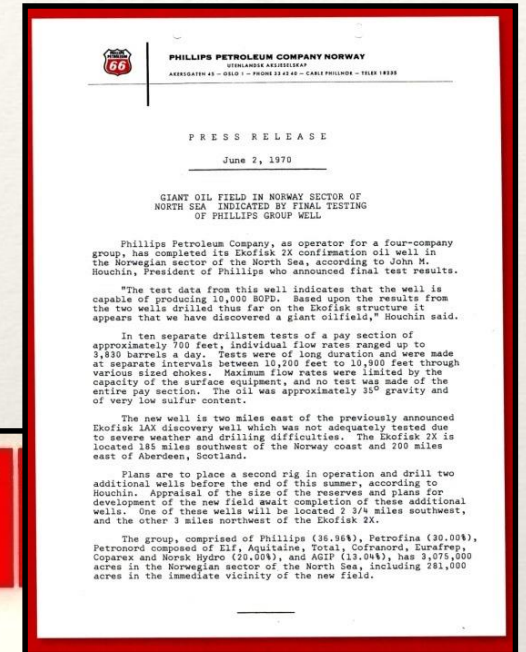 PHILLIPS
PETROLEUM
66
PHILLIPS PETROLEUM COMPANY NORWAY
UTENLANDSK AKSJESELSKAP
AKERSGATEN 45 — OSLO 1 — PHONE 33 42 60 — CABLE PHILLNOR — TELEX 18255
PRESS RELEASE
June 2, 1970
GIANT OIL FIELD IN NORWAY SECTOR OF
NORTH SEA INDICATED BY FINAL TESTING
OF PHILLIPS GROUP WELL
Phillips Petroleum Company, as operator for a four-company
group, has completed its Ekofisk 2X confirmation oil well in
the Norwegian sector of the North Sea, according to John M.
Houchin, President of Phillips who announced final test results.
"The test data from this well indicates that the well is
capable of producing 10,000 BOPD. Based upon the results from
the two wells drilled thus far on the Ekofisk structure it
appears that we have discovered a giant oilfield," Houchin said.
In ten separate drillstem tests of a pay section of
approximately 700 feet, individual flow rates ranged up to
3,830 barrels a day. Tests were of long duration and were made
at separate intervals between 10,200 feet to 10,900 feet through
various sized chokes. Maximum flow rates were limited by the
capacity of the surface equipment, and no test was made of the
entire pay section. The oil was approximately 35° gravity and
of very low sulfur content.
The new well is two miles east of the previously announced
Ekofisk 1AX discovery well which was not adequately tested due
to severe weather and drilling difficulties. The Ekofisk 2X is
located 185 miles southwest of the Norway coast and 200 miles
east of Aberdeen, Scotland.
Plans are to place a second rig in operation and drill two
additional wells before the end of this summer, according to
Houchin. Appraisal of the size of the reserves and plans for
development of the new field await completion of these additional
wells. One of these wells will be located 2 3/4 miles southwest,
and the other 3 miles northwest of the Ekofisk 2X.
The group, comprised of Phillips (36.96%), Petrofina (30.00%),
Petronord composed of Elf, Aquitaine, Total, Cofranord, Eurafrep,
Coparex and Norsk Hydro (20.00%), and AGIP (13.04%), has 3,075,000
acres in the Norwegian sector of the North Sea, including 281,000
acres in the immediate vicinity of the new field.